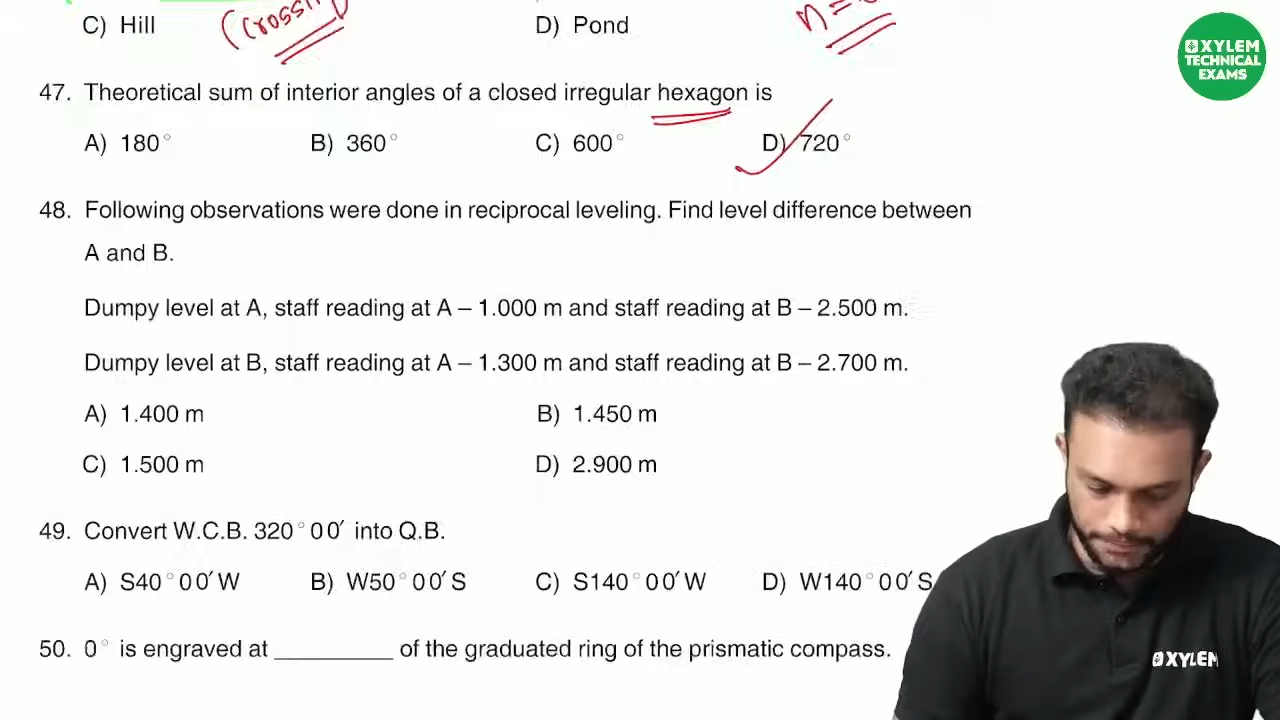 C) Hill
D) Pond
XYLEM
TECHNICAL
EXAMS
47. Theoretical sum of interior angles of a closed irregular hexagon is
A) 180° B) 360° C) 600° D) 720°
48. Following observations were done in reciprocal leveling. Find level difference between
A and B.
Dumpy level at A, staff reading at A – 1.000 m and staff reading at B – 2.500 m.
Dumpy level at B, staff reading at A – 1.300 m and staff reading at B – 2.700 m.
A) 1.400 m B) 1.450 m
C) 1.500 m D) 2.900 m
49. Convert W.C.B. 320°00′ into Q.B.
A) S40°00′W B) W50°00′S C) S140°00′W D) W140°00′S
50. 0° is engraved at _________ of the graduated ring of the prismatic compass.
XYLEM